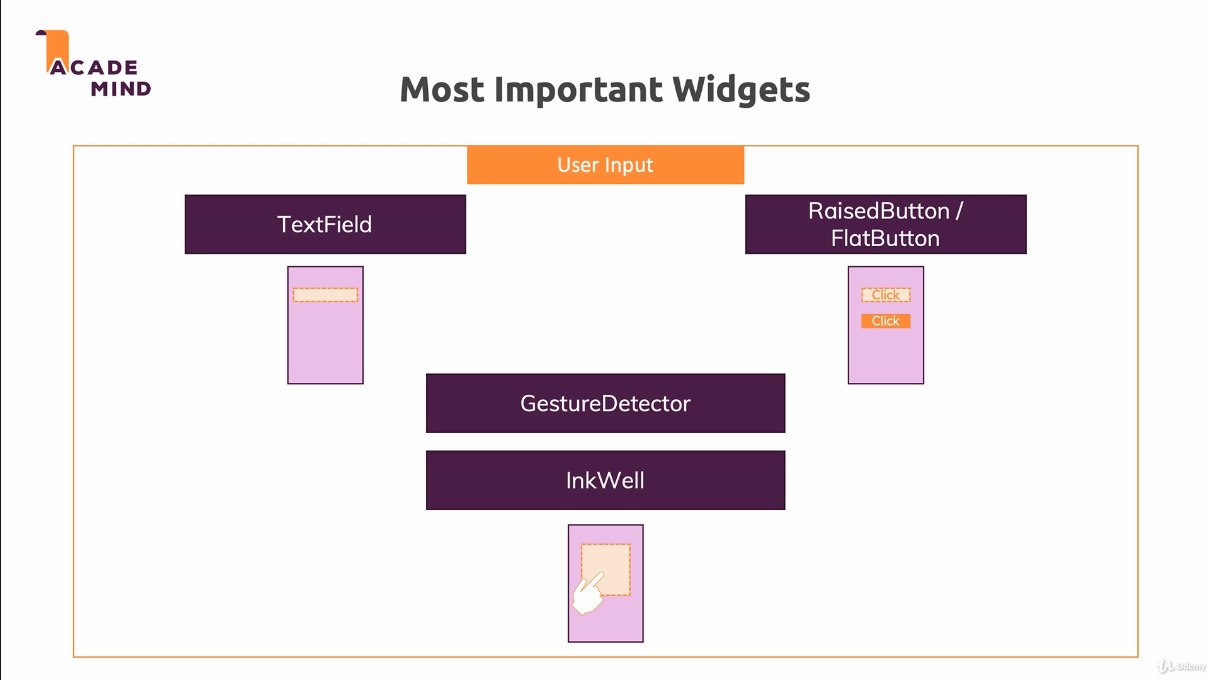 ACADE
MIND
Most Important Widgets
User Input
TextField
RaisedButton /
FlatButton
Click
Click
GestureDetector
InkWell
Udemy